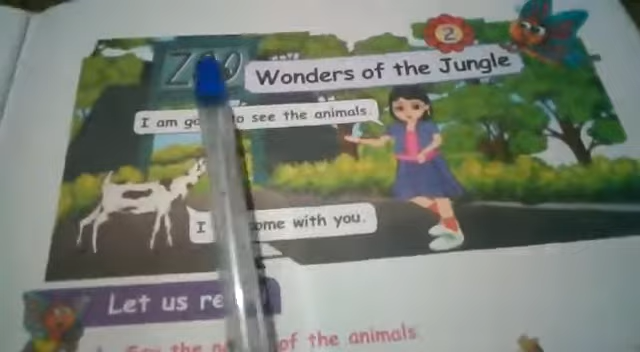 2
ZOO
Wonders of the Jungle
I am go to see the animals.
I ome with you.
Let us re
of the animals